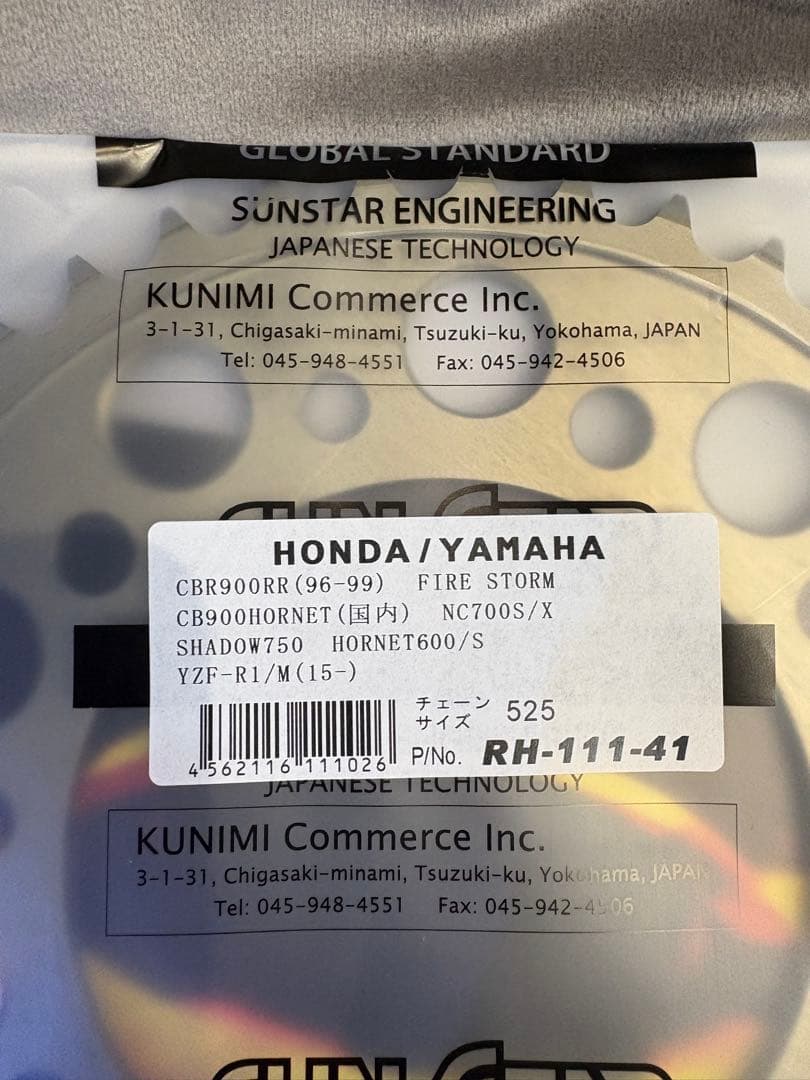 GLOBAL STANDARD
SUNSTAR ENGINEERING
JAPANESE TECHNOLOGY
KUNIMI Commerce Inc.
3-1-31, Chigasaki-minami, Tsuzuki-ku, Yokohama, JAPAN
Tel: 045-948-4551 Fax: 045-942-4506
HONDA/YAMAHA
CBR900RR(96-99) FIRE STORM
CB900HORNET(国内) NC700S/X
SHADOW750 HORNET600/S
YZF-R1/M(15-)
チェーン
サイズ 525
4562116111026 P/No. RH-111-41
JAPANESE TECHNOLOGY
KUNIMI Commerce Inc.
3-1-31, Chigasaki-minami, Tsuzuki-ku, Yokohama, JAPAN
Tel: 045-948-4551 Fax: 045-942-4506